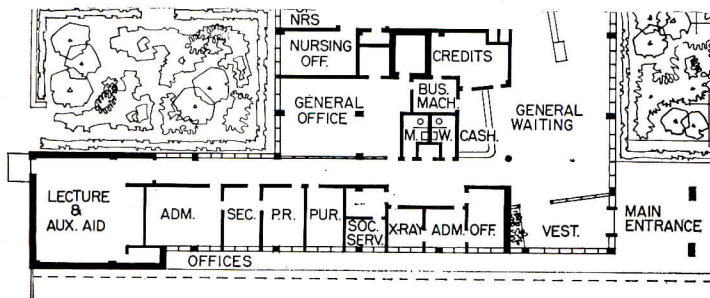 NRS
NURSING
OFF.
CREDITS
BUS.
MACH.
GENERAL
OFFICE
GENERAL
WAITING
M.
W.
CASH.
LECTURE
&
AUX. AID
ADM.
SEC.
P.R.
PUR.
SOC.
SERV.
X-RAY
ADM.
OFF.
VEST.
MAIN
ENTRANCE
OFFICES